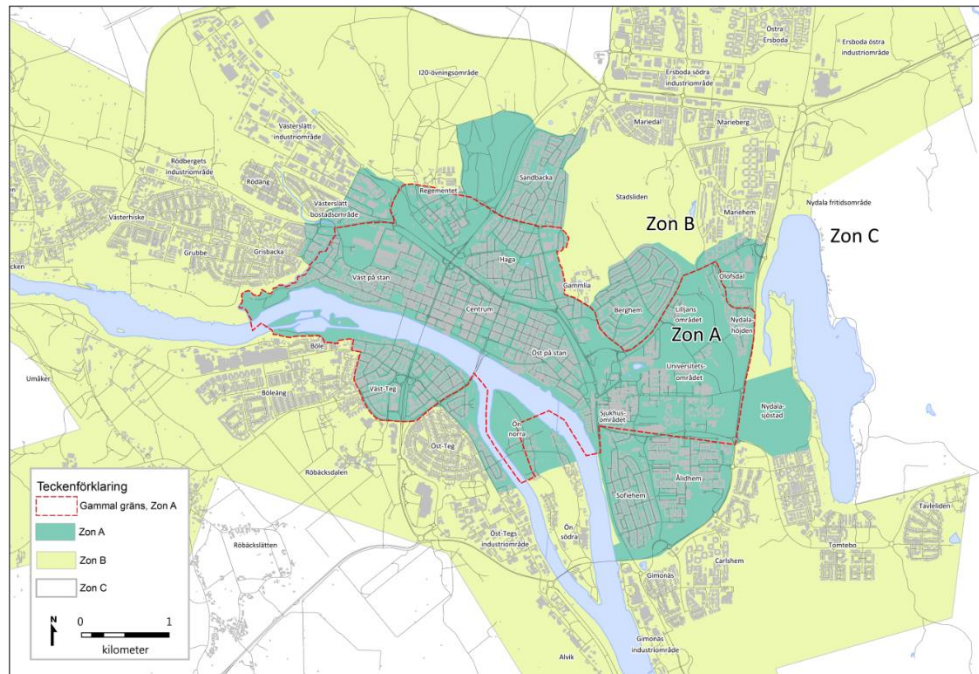 Östra
Ersboda
Ersboda östra
industriområde
I20-övningsområde
Ersboda södra
industriområde
Västerslätt
industriområde
Mariedal
Marieberg
Rödbergets
industriområde
Rödäng
Sandbacka
Regementet
Västerslätt
bostadsområde
Stadsliden
Mariehem
Nydala fritidsområde
Västerhiske
Grubbe
Grisbacka
Zon B
Zon C
Haga
Väst på stan
Gammlia
Olofsdal
Centrum
Berghem
Liljans
området
Nydala-
höjden
Zon A
Umåker
Böle
Öst på stan
Universitets-
området
Väst-Teg
Böleäng
Sjukhus-
området
Nydala-
sjöstad
Ön
norra
Öst-Teg
Röbäcksdalen
Ålidhem
Sofiehem
Teckenförklaring
Gammal gräns, Zon A
Zon A
Zon B
Zon C
N
0 1
kilometer
Röbäckslätten
Öst-Tegs
industriområde
Ön
södra
Tavleliden
Tomtebo
Carlshem
Gimonäs
Gimonäs
industriområde
Alvik